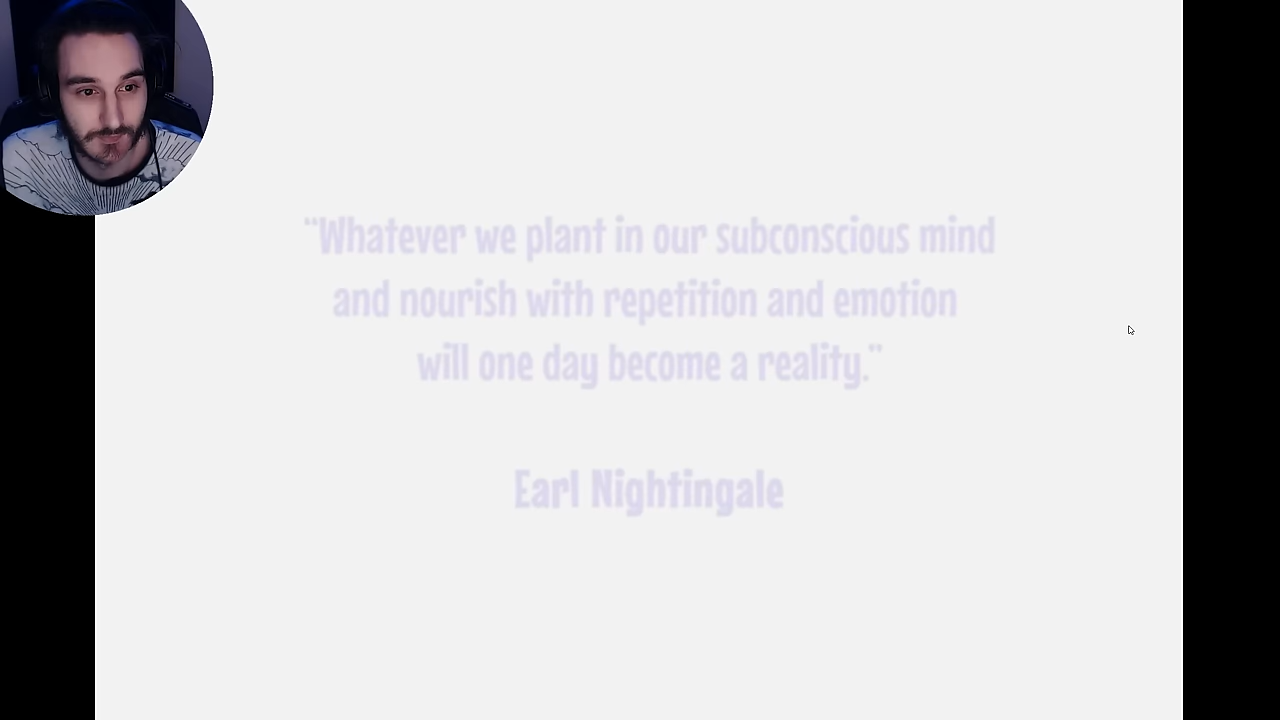 “Whatever we plant in our subconscious mind
and nourish with repetition and emotion
will one day become a reality.”
Earl Nightingale